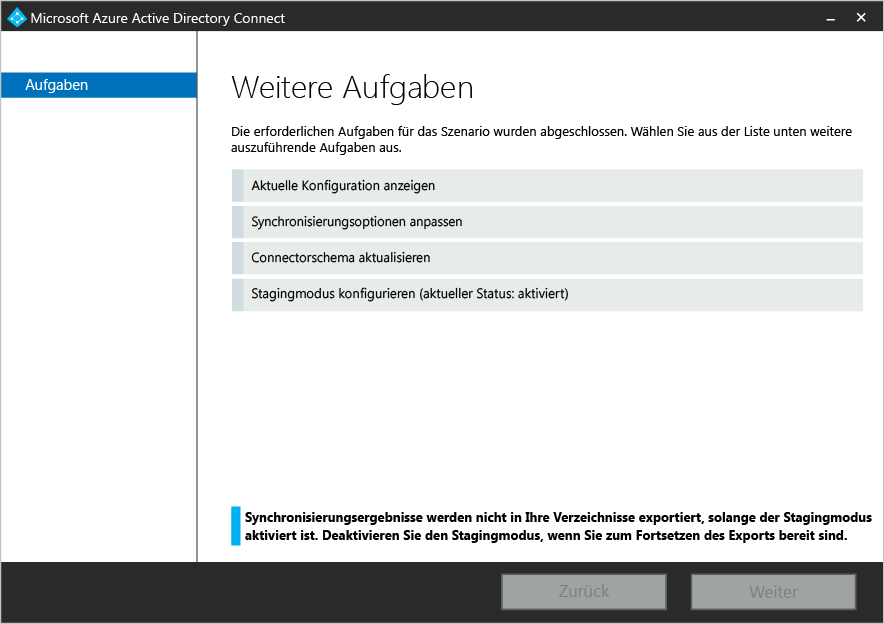 Microsoft Azure Active Directory Connect
Aufgaben
Weitere Aufgaben
Die erforderlichen Aufgaben für das Szenario wurden abgeschlossen. Wählen Sie aus der Liste unten weitere
auszuführende Aufgaben aus.
Aktuelle Konfiguration anzeigen
Synchronisierungsoptionen anpassen
Connectorschema aktualisieren
Stagingmodus konfigurieren (aktueller Status: aktiviert)
Synchronisierungsergebnisse werden nicht in Ihre Verzeichnisse exportiert, solange der Stagingmodus
aktiviert ist. Deaktivieren Sie den Stagingmodus, wenn Sie zum Fortsetzen des Exports bereit sind.
Zurück
Weiter